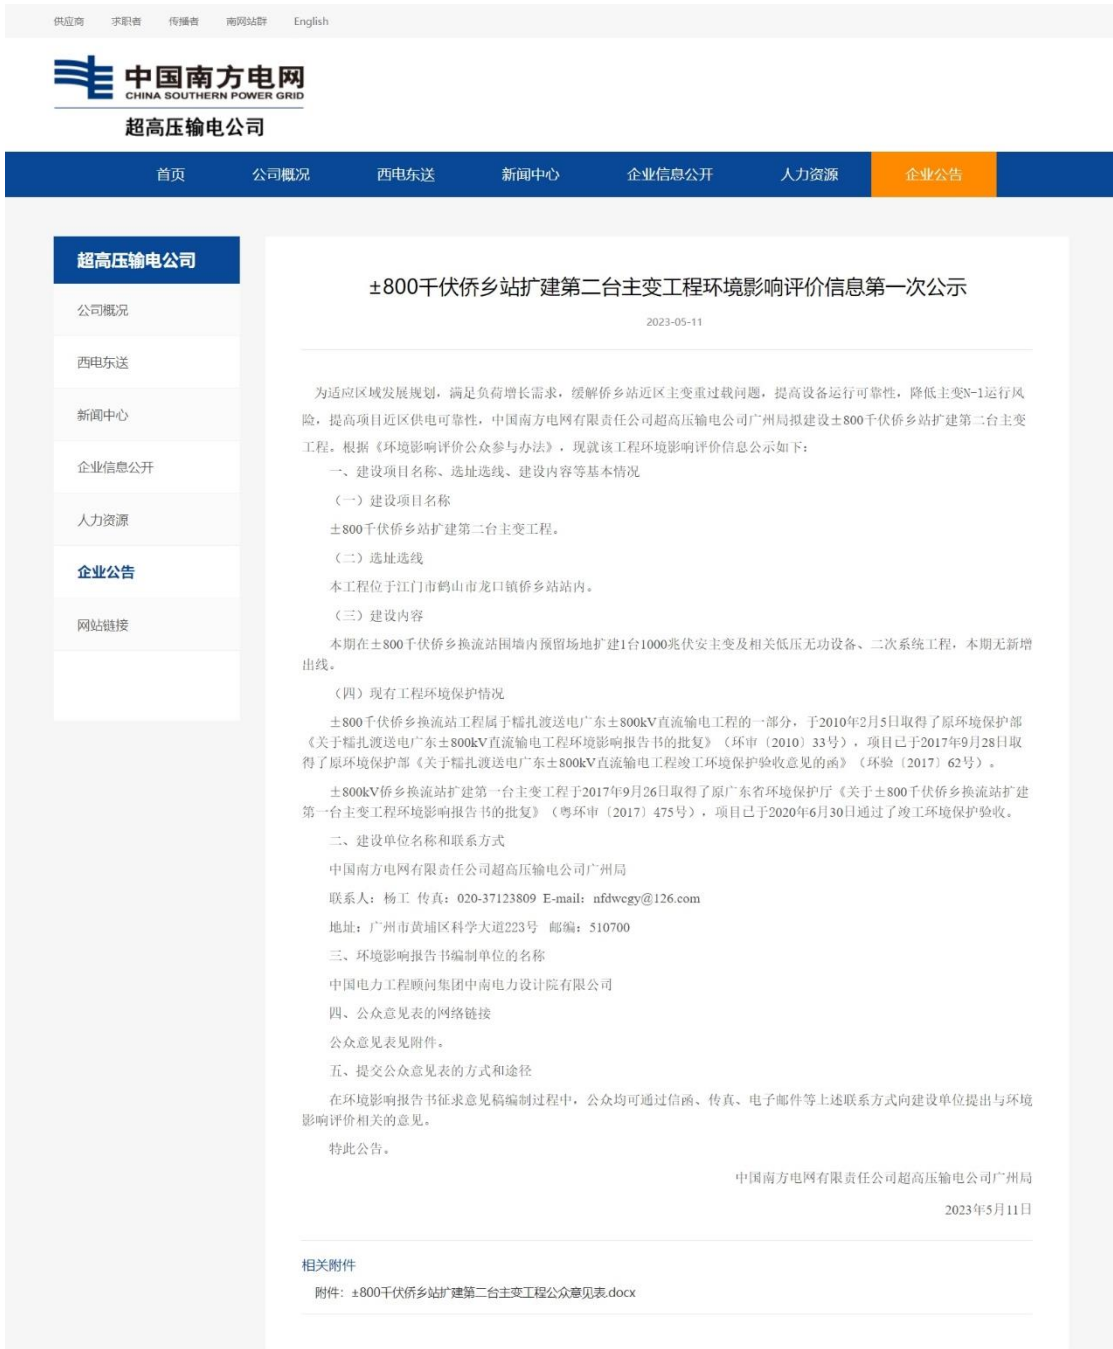 供应商 求职者 传播者 南网站群 English
中国南方电网
CHINA SOUTHERN POWER GRID
超高压输电公司
首页 公司概况 西电东送 新闻中心 企业信息公开 人力资源 企业公告
超高压输电公司
公司概况
西电东送
新闻中心
企业信息公开
人力资源
企业公告
网站链接
±800千伏侨乡站扩建第二台主变工程环境影响评价信息第一次公示
2023-05-11
为适应区域发展规划，满足负荷增长需求，缓解侨乡站近区主变重过载问题，提高设备运行可靠性，降低主变N-1运行风
险，提高项目近区供电可靠性，中国南方电网有限责任公司超高压输电公司广州局拟建设±800千伏侨乡站扩建第二台主变
工程。根据《环境影响评价公众参与办法》，现就该工程环境影响评价信息公示如下：
一、建设项目名称、选址选线、建设内容等基本情况
（一）建设项目名称
±800千伏侨乡站扩建第二台主变工程。
（二）选址选线
本工程位于江门市鹤山市龙口镇侨乡站站内。
（三）建设内容
本期在±800千伏侨乡换流站围墙内预留场地扩建1台1000兆伏安主变及相关低压无功设备、二次系统工程，本期无新增
出线。
（四）现有工程环境保护情况
±800千伏侨乡换流站工程属于糯扎渡送电广东±800kV直流输电工程的一部分，于2010年2月5日取得了原环境保护部
《关于糯扎渡送电广东±800kV直流输电工程环境影响报告书的批复》（环审〔2010〕33号），项目已于2017年9月28日取
得了原环境保护部《关于糯扎渡送电广东±800kV直流输电工程竣工环境保护验收意见的函》（环验〔2017〕62号）。
±800kV侨乡换流站扩建第一台主变工程于2017年9月26日取得了原广东省环境保护厅《关于±800千伏侨乡换流站扩建
第一台主变工程环境影响报告书的批复》（粤环审〔2017〕475号），项目已于2020年6月30日通过了竣工环境保护验收。
二、建设单位名称和联系方式
中国南方电网有限责任公司超高压输电公司广州局
联系人：杨工 传真：020-37123809 E-mail：nfdwcgy@126.com
地址：广州市黄埔区科学大道223号 邮编：510700
三、环境影响报告书编制单位的名称
中国电力工程顾问集团中南电力设计院有限公司
四、公众意见表的网络链接
公众意见表见附件。
五、提交公众意见表的方式和途径
在环境影响报告书征求意见稿编制过程中，公众均可通过信函、传真、电子邮件等上述联系方式向建设单位提出与环境
影响评价相关的意见。
特此公告。
中国南方电网有限责任公司超高压输电公司广州局
2023年5月11日
相关附件
附件：±800千伏侨乡站扩建第二台主变工程公众意见表.docx